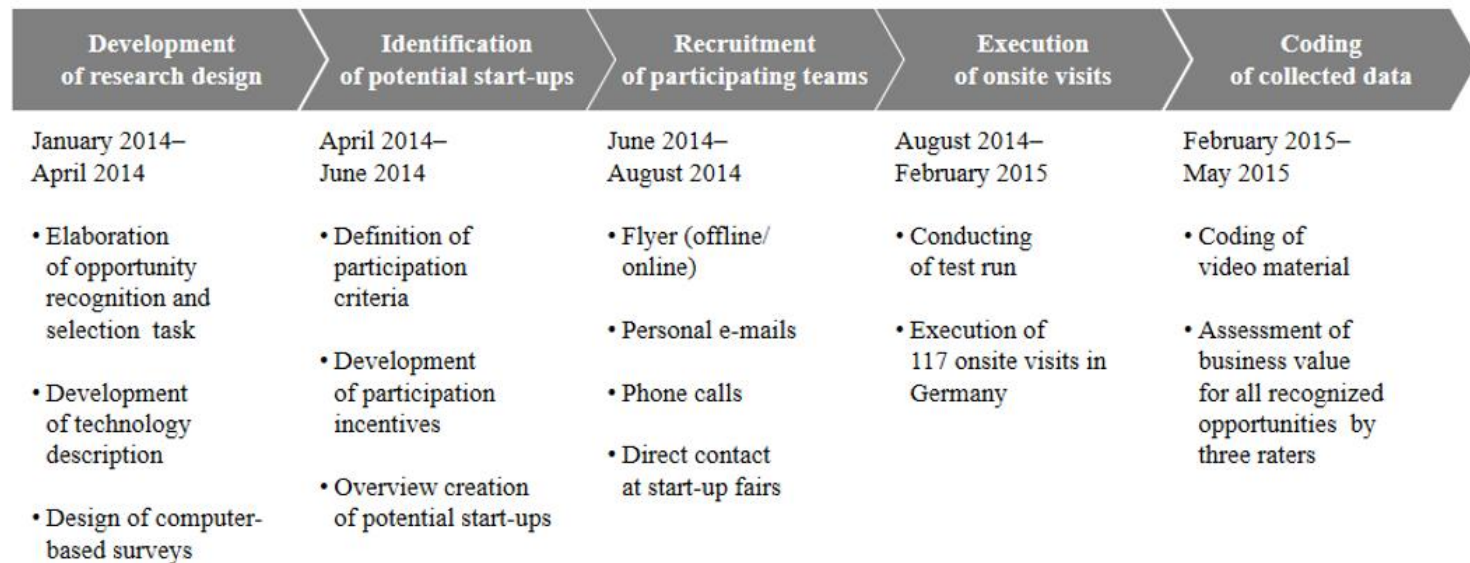 Development
of research design
Identification
of potential start-ups
Recruitment
of participating teams
Execution
of onsite visits
Coding
of collected data
January 2014–
April 2014
• Elaboration
of opportunity
recognition and
selection task
• Development
of technology
description
• Design of computer-
based surveys
April 2014–
June 2014
• Definition of
participation
criteria
• Development
of participation
incentives
• Overview creation
of potential start-ups
June 2014–
August 2014
• Flyer (offline/
online)
• Personal e-mails
• Phone calls
• Direct contact
at start-up fairs
August 2014–
February 2015
• Conducting
of test run
• Execution of
117 onsite visits in
Germany
February 2015–
May 2015
• Coding of
video material
• Assessment of
business value
for all recognized
opportunities by
three raters